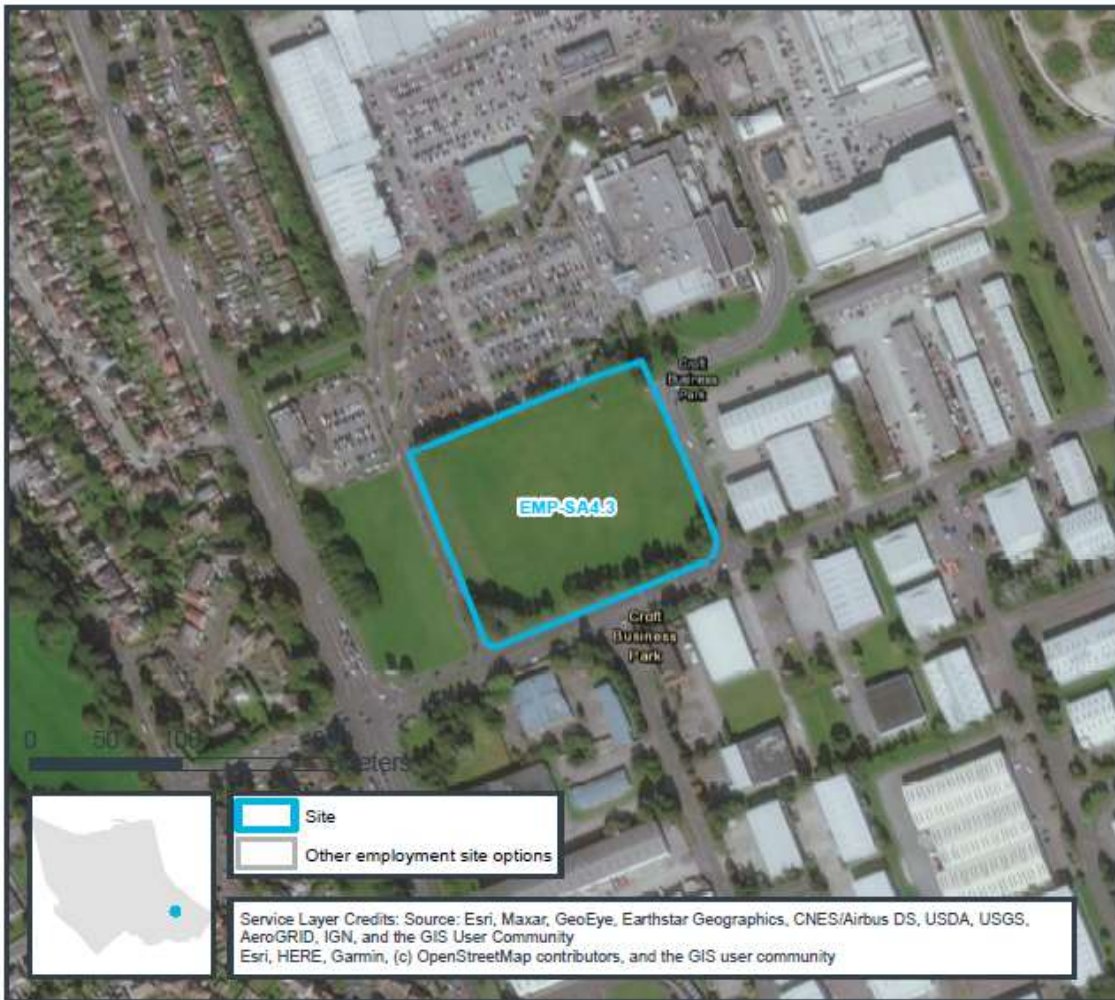 Croft
Business
Park
EMP-SA4.3
Croft
Business
Park
0 50 100
Site
Other employment site options
Service Layer Credits: Source: Esri, Maxar, GeoEye, Earthstar Geographics, CNES/Airbus DS, USDA, USGS,
AeroGRID, IGN, and the GIS User Community
Esri, HERE, Garmin, (c) OpenStreetMap contributors, and the GIS user community